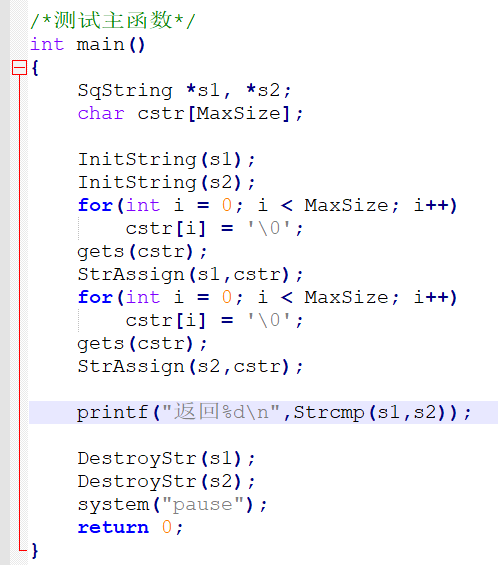 /*测试主函数*/
int main()
{
SqString *s1, *s2;
char cstr[MaxSize];
InitString(s1);
InitString(s2);
for(int i = 0; i < MaxSize; i++)
cstr[i] = '\0';
gets(cstr);
StrAssign(s1,cstr);
for(int i = 0; i < MaxSize; i++)
cstr[i] = '\0';
gets(cstr);
StrAssign(s2,cstr);
printf("返回%d\n",Strcmp(s1,s2));
DestroyStr(s1);
DestroyStr(s2);
system("pause");
return 0;
}